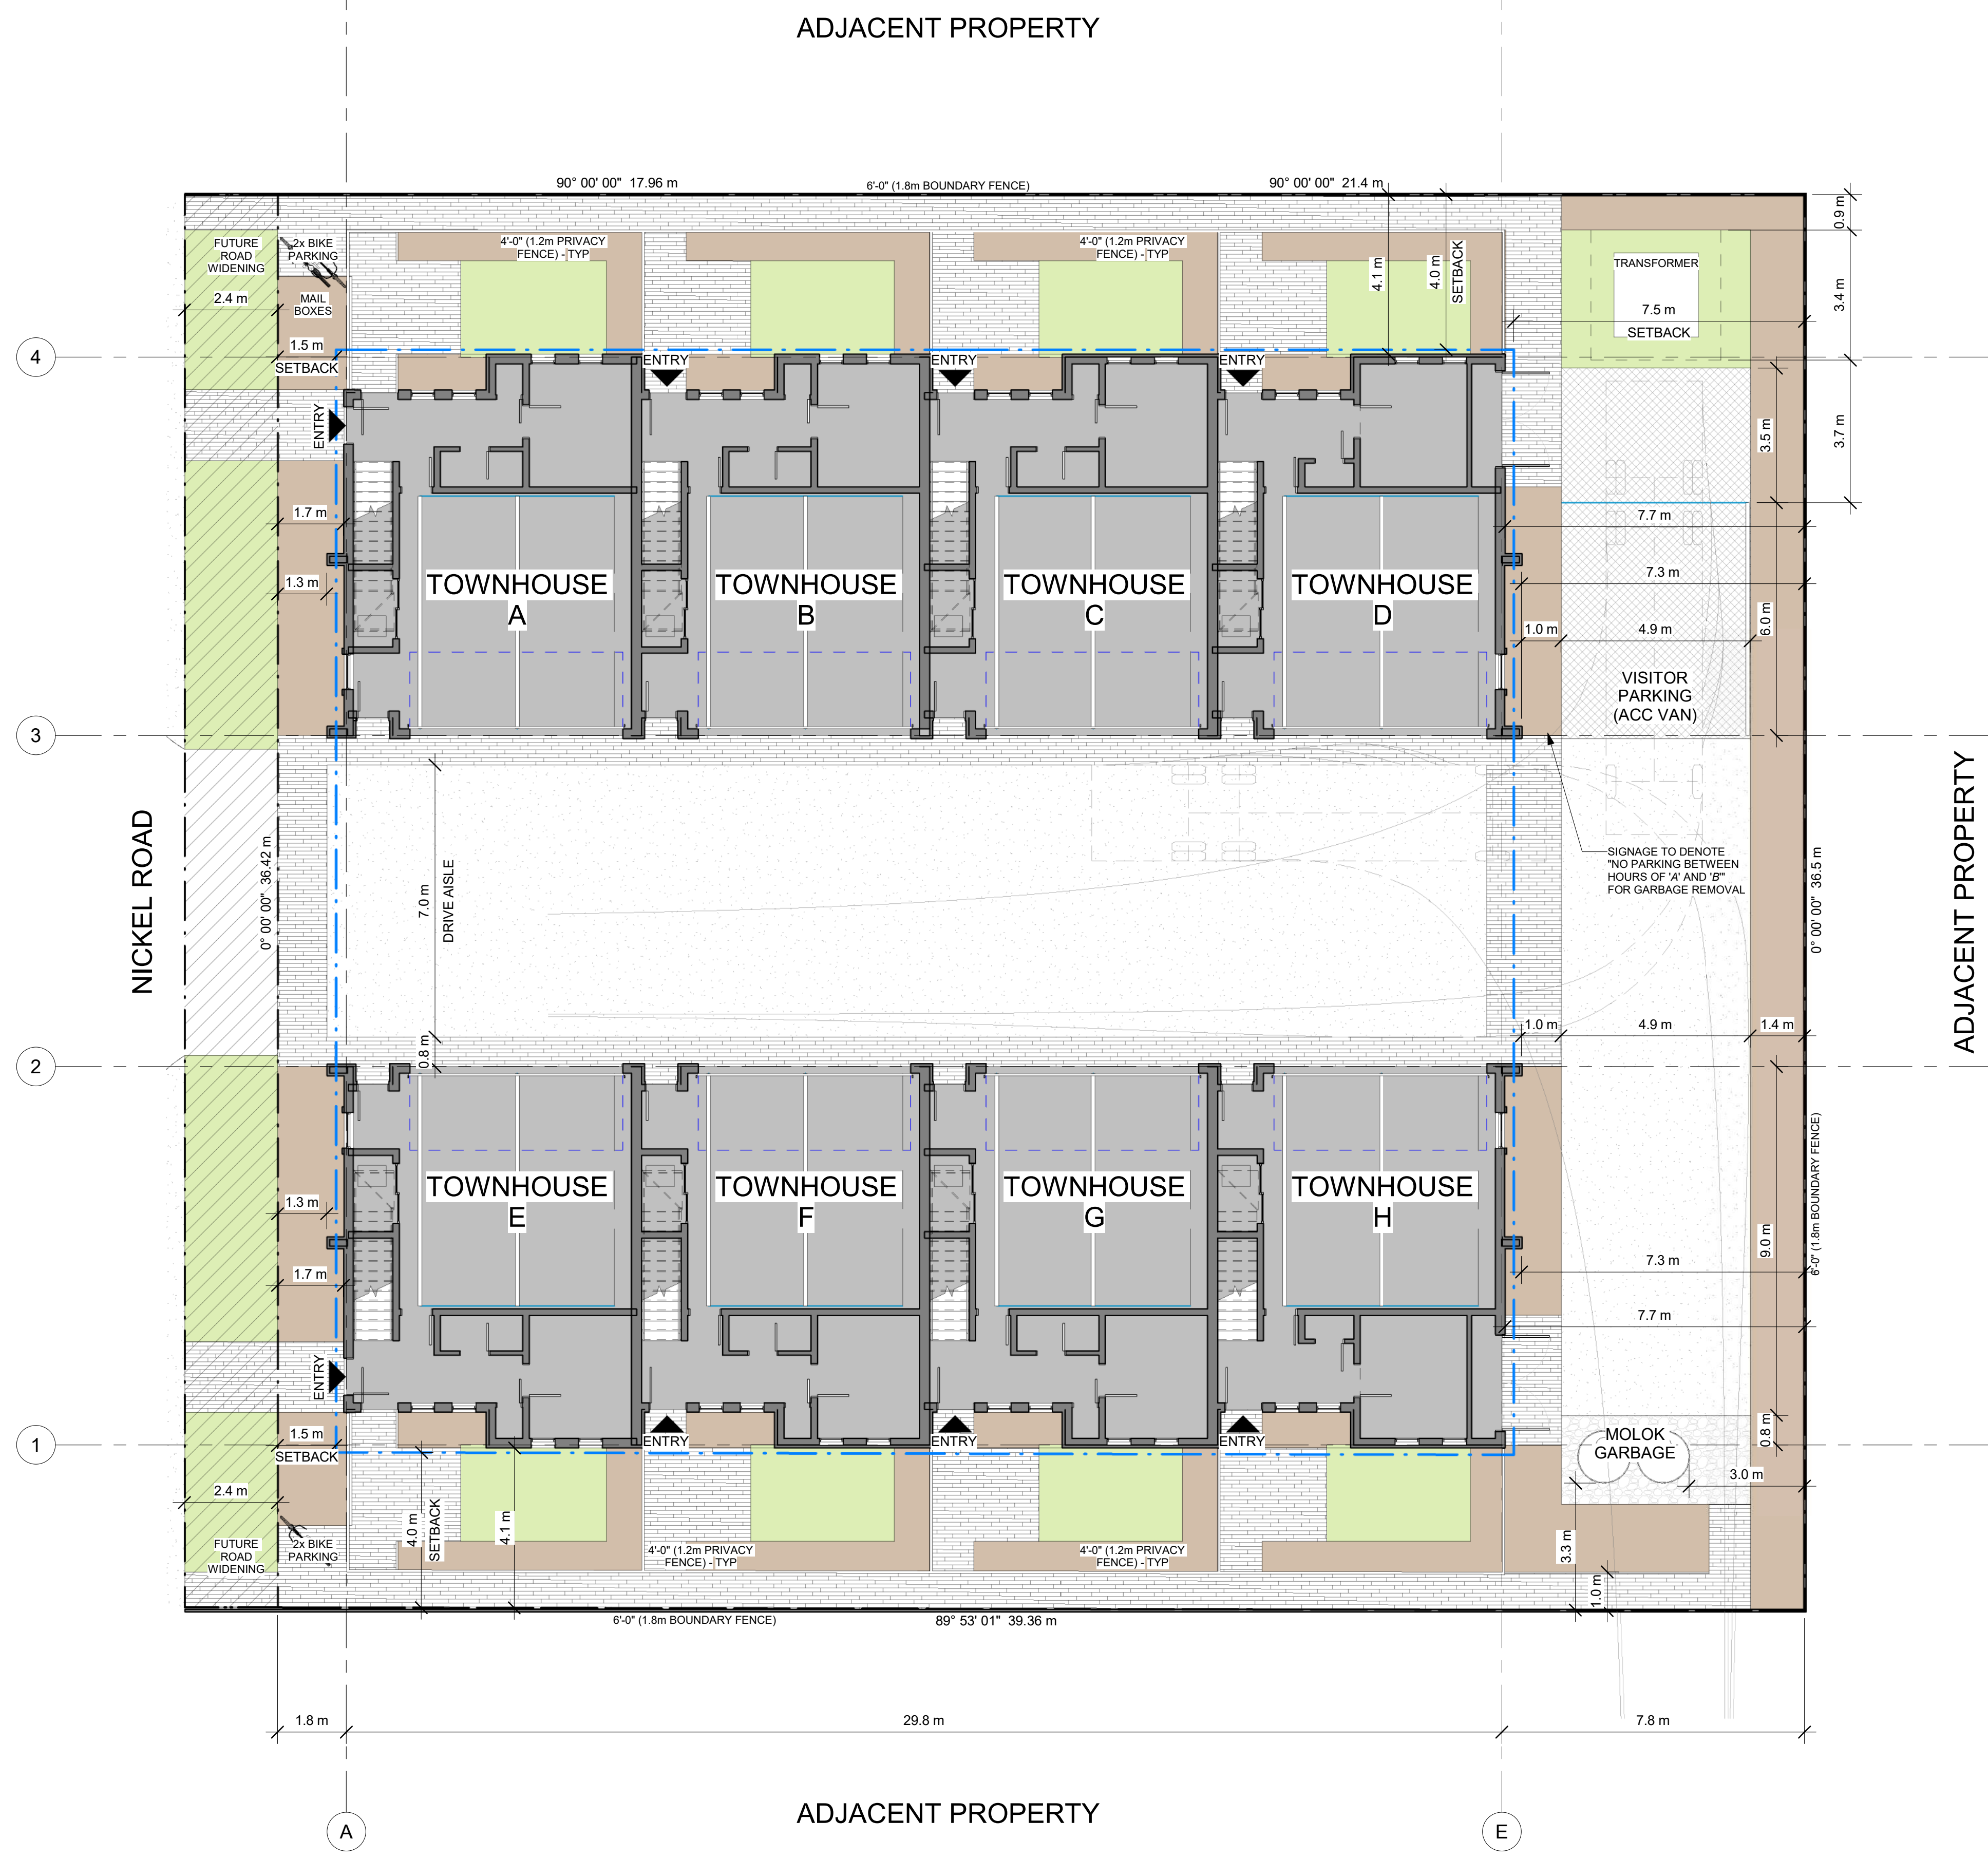 ADJACENT PROPERTY
90° 00' 00" 17.96 m
6'-0" (1.8m BOUNDARY FENCE)
90° 00' 00" 21.4 m
0.9 m
FUTURE
ROAD
WIDENING
2x BIKE
PARKING
4'-0" (1.2m PRIVACY
FENCE) - TYP
4'-0" (1.2m PRIVACY
FENCE) - TYP
4.1 m
4.0 m
SETBACK
TRANSFORMER
3.4 m
2.4 m
MAIL
BOXES
7.5 m
SETBACK
1.5 m
SETBACK
4
ENTRY
ENTRY
ENTRY
ENTRY
3.5 m
3.7 m
1.7 m
7.7 m
1.3 m
7.3 m
TOWNHOUSE
A
TOWNHOUSE
B
TOWNHOUSE
C
TOWNHOUSE
D
1.0 m
4.9 m
6.0 m
VISITOR
PARKING
(ACC VAN)
3
NICKEL ROAD
0° 00' 00" 36.42 m
7.0 m
DRIVE AISLE
SIGNAGE TO DENOTE
"NO PARKING BETWEEN
HOURS OF 'A' AND 'B'"
FOR GARBAGE REMOVAL
0° 00' 00" 36.5 m
ADJACENT PROPERTY
0.8 m
1.0 m
4.9 m
1.4 m
2
TOWNHOUSE
E
TOWNHOUSE
F
TOWNHOUSE
G
TOWNHOUSE
H
6'-0" (1.8m BOUNDARY FENCE)
1.3 m
9.0 m
7.3 m
1.7 m
7.7 m
ENTRY
1.5 m
SETBACK
1
ENTRY
ENTRY
ENTRY
MOLOK
GARBAGE
0.8 m
3.0 m
2.4 m
4.0 m
SETBACK
4.1 m
3.3 m
1.0 m
FUTURE
ROAD
WIDENING
2x BIKE
PARKING
4'-0" (1.2m PRIVACY
FENCE) - TYP
4'-0" (1.2m PRIVACY
FENCE) - TYP
6'-0" (1.8m BOUNDARY FENCE)
89° 53' 01" 39.36 m
1.8 m
29.8 m
7.8 m
ADJACENT PROPERTY
A
E